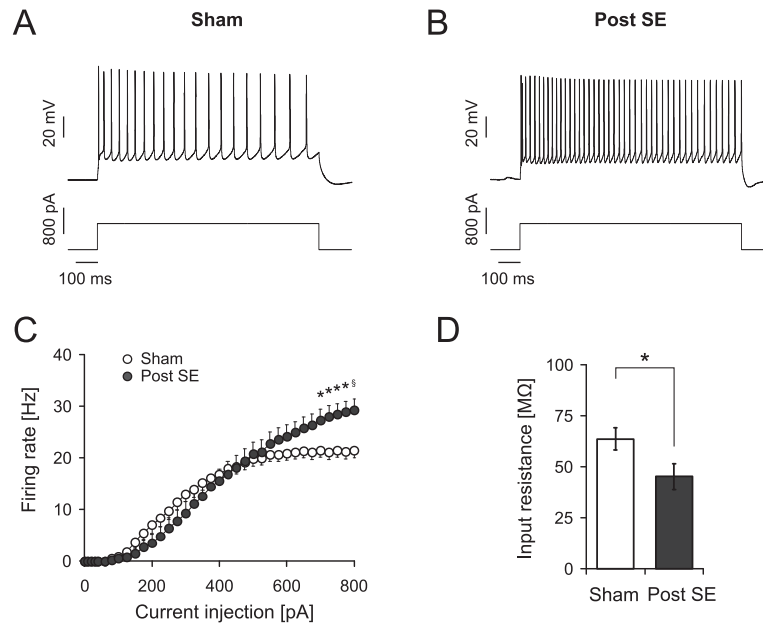 A
Sham
20 mV
800 pA
100 ms
B
Post SE
20 mV
800 pA
100 ms
C
Sham
Post SE
****§
Firing rate [Hz]
40
30
20
10
0
0 200 400 600 800
Current injection [pA]
D
*
Input resistance [MΩ]
100
75
50
25
0
Sham Post SE